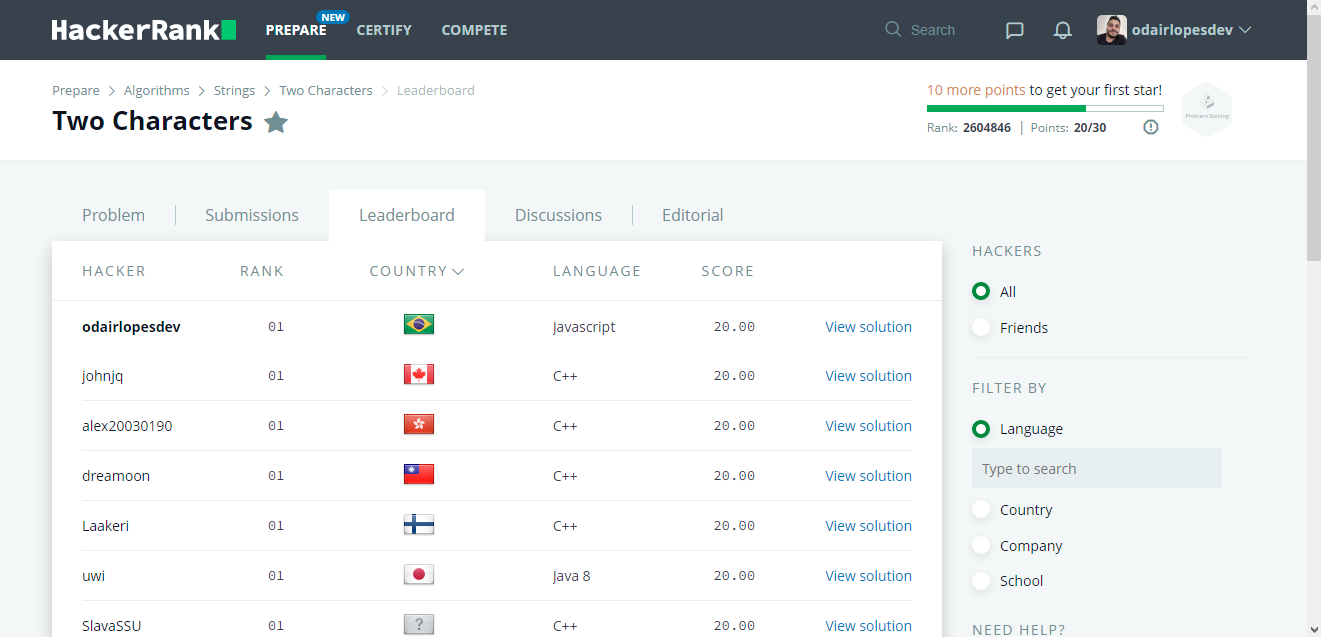 HackerRank PREPARE NEW CERTIFY COMPETE Search odairlopesdev
Prepare > Algorithms > Strings > Two Characters > Leaderboard
Two Characters
10 more points to get your first star!
Rank: 2604846 | Points: 20/30
Problem Solving
Problem Submissions Leaderboard Discussions Editorial
HACKER RANK COUNTRY LANGUAGE SCORE
odairlopesdev 01 Javascript 20.00 View solution
johnjq 01 C++ 20.00 View solution
alex20030190 01 C++ 20.00 View solution
dreamoon 01 C++ 20.00 View solution
Laakeri 01 C++ 20.00 View solution
uwi 01 Java 8 20.00 View solution
SlavaSSU 01 ? C++ 20.00 View solution
HACKERS
All
Friends
FILTER BY
Language
Type to search
Country
Company
School
NEED HELP?